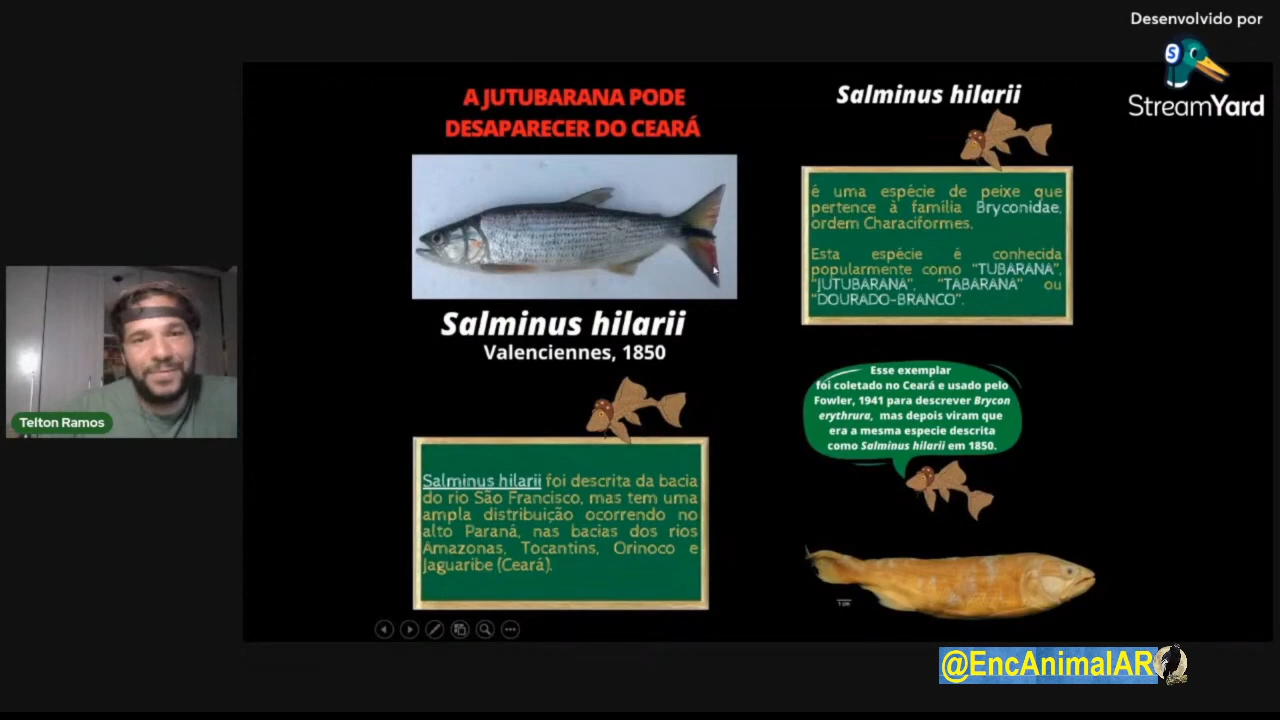 Desenvolvido por
StreamYard
A JUTUBARANA PODE
DESAPARECER DO CEARÁ
Salminus hilarii
Valenciennes, 1850
Salminus hilarii foi descrita da bacia
do rio São Francisco, mas tem uma
ampla distribuição ocorrendo no
alto Paraná, nas bacias dos rios
Amazonas, Tocantins, Orinoco e
Jaguaribe (Ceará).
Salminus hilarii
é uma espécie de peixe que
pertence à família Bryconidae,
ordem Characiformes.
Esta espécie é conhecida
popularmente como "TUBARANA",
"JUTUBARANA", "TABARANA" ou
"DOURADO-BRANCO".
Esse exemplar
foi coletado no Ceará e usado pelo
Fowler, 1941 para descrever Brycon
erythrura, mas depois viram que
era a mesma especie descrita
como Salminus hilarii em 1850.
1 cm
Telton Ramos
@EncAnimalAR